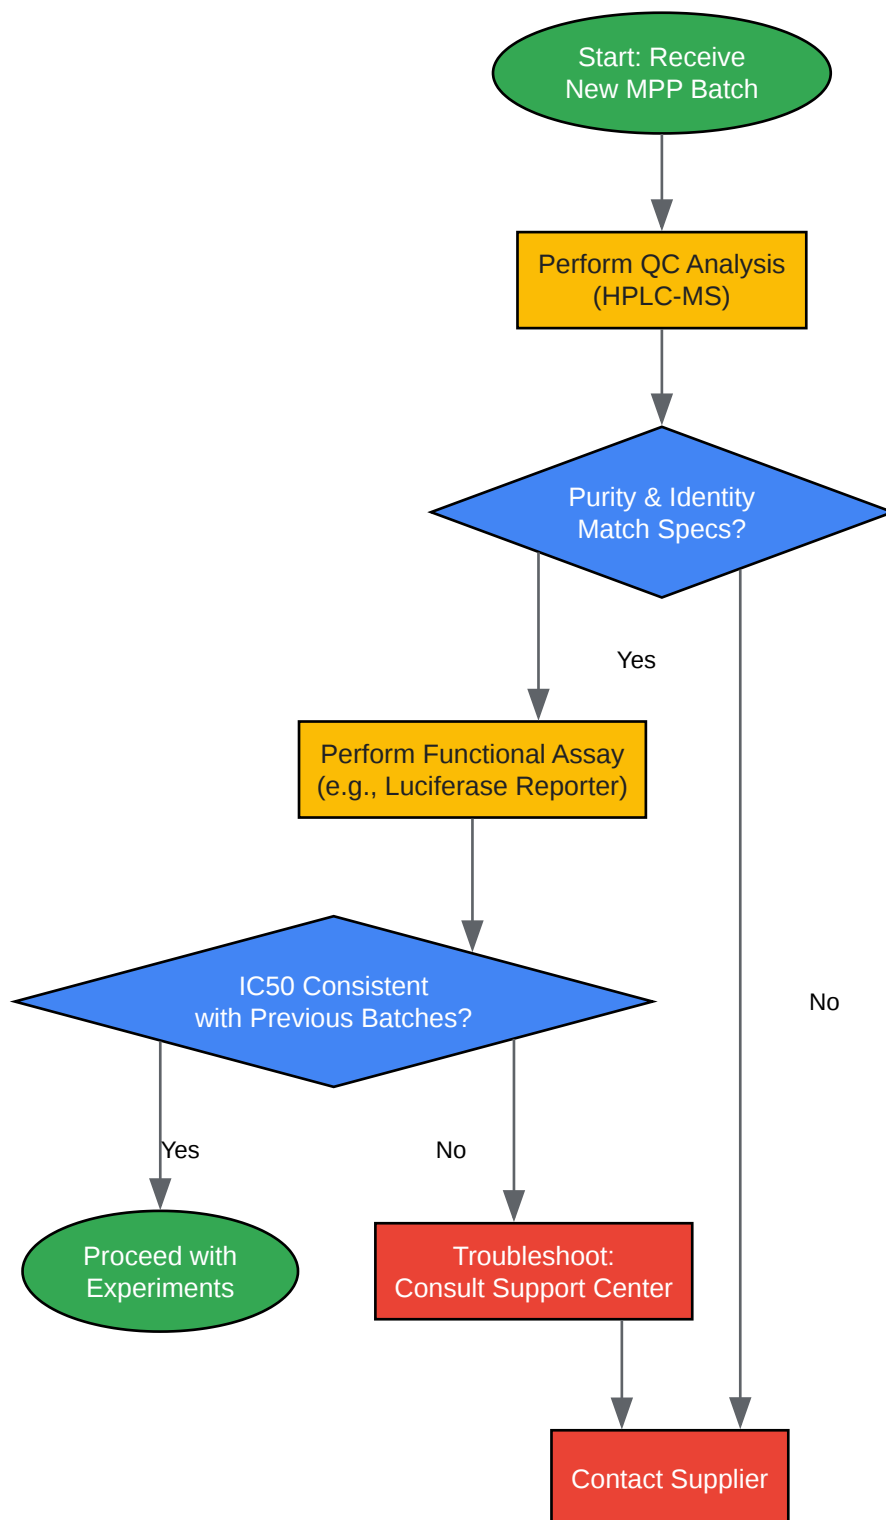 Start: Receive
New MPP Batch
Perform QC Analysis
(HPLC-MS)
Purity & Identity
Match Specs?
Yes
Perform Functional Assay
(e.g., Luciferase Reporter)
IC50 Consistent
with Previous Batches?
No
Yes
No
Proceed with
Experiments
Troubleshoot:
Consult Support Center
Contact Supplier